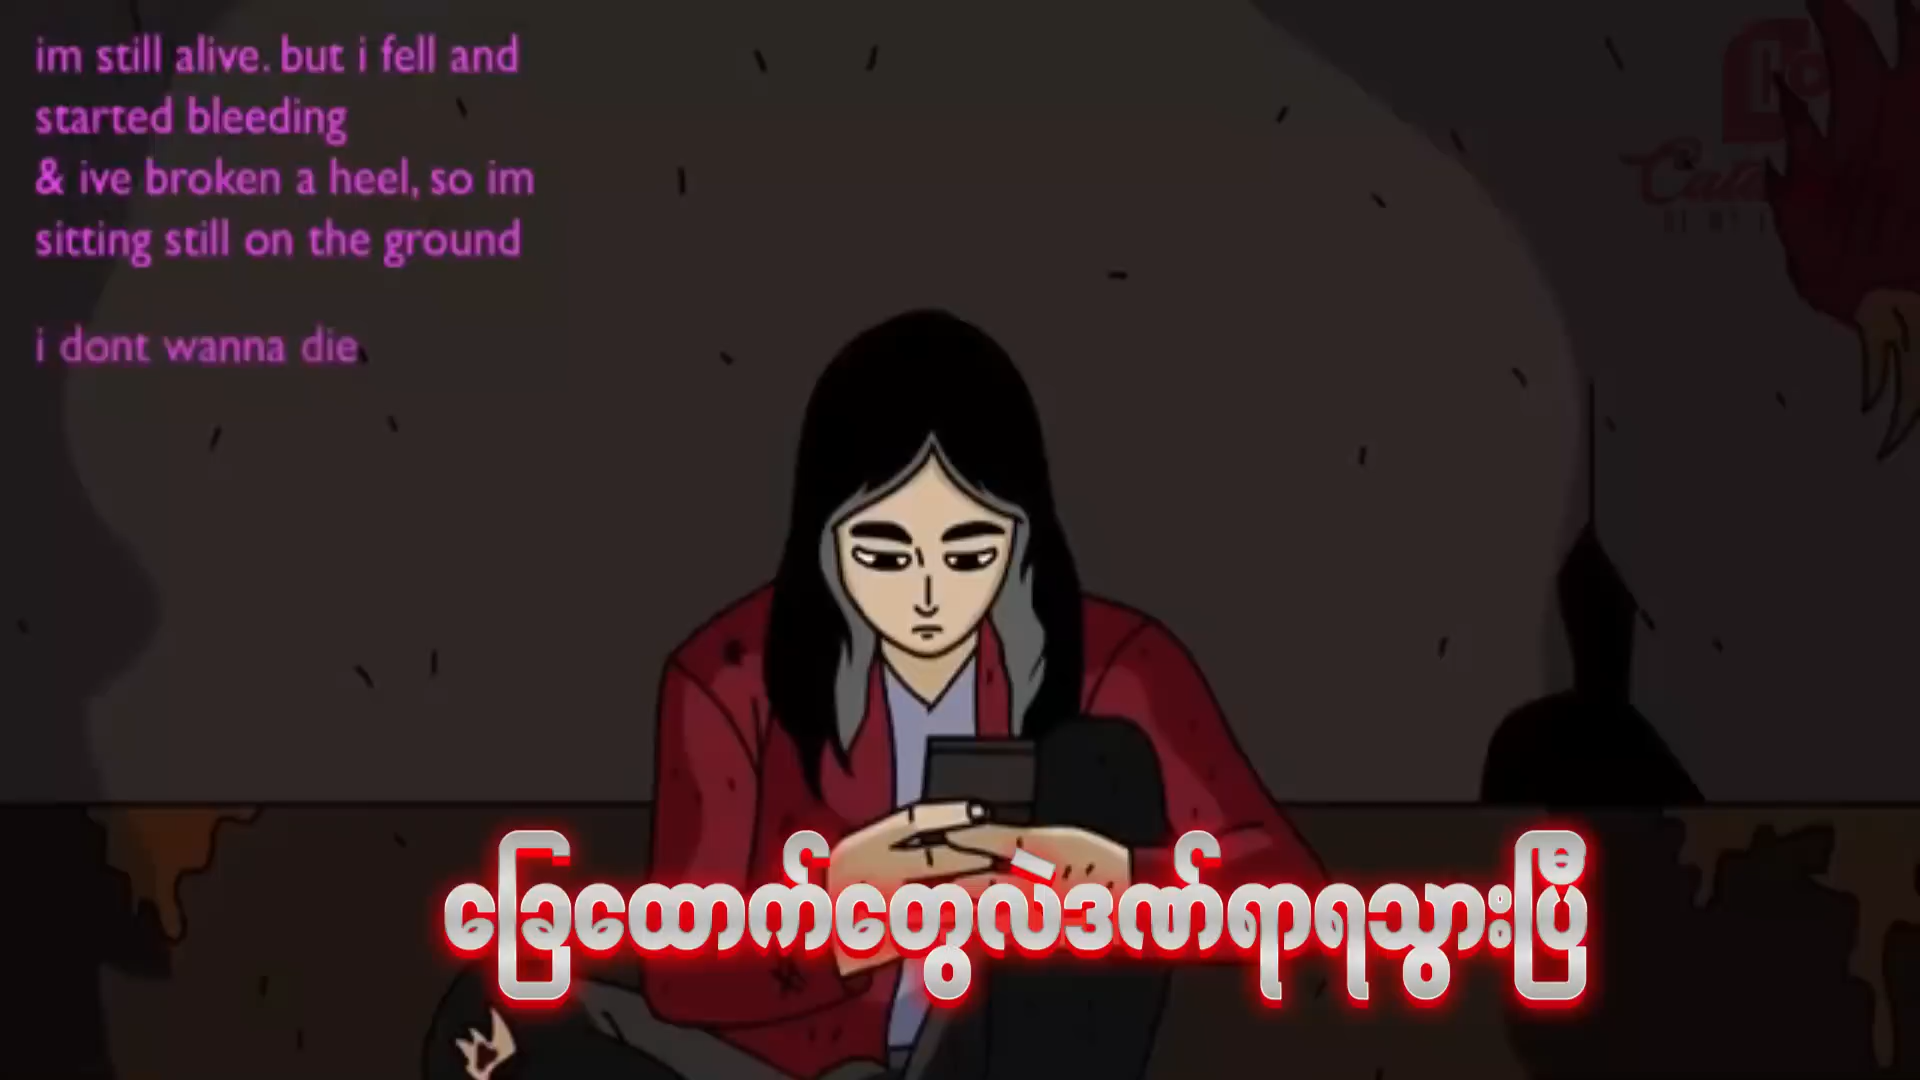 im still alive. but i fell and
started bleeding
& ive broken a heel, so im
sitting still on the ground
i dont wanna die
ခြေထောက်တွေလဲဒဏ်ရာရသွားပြီ